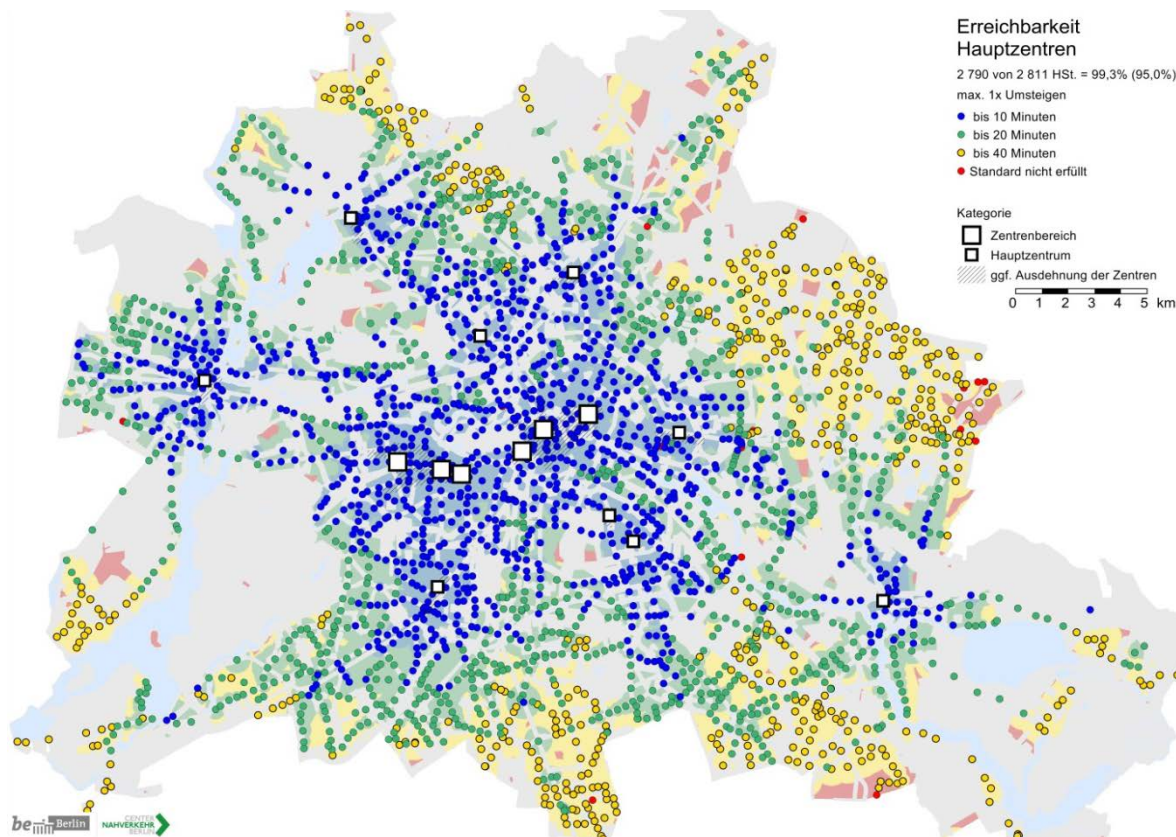 Erreichbarkeit
Hauptzentren
2 790 von 2 811 HSt. = 99,3% (95,0%)
max. 1x Umsteigen
bis 10 Minuten
bis 20 Minuten
bis 40 Minuten
Standard nicht erfüllt
Kategorie
Zentrenbereich
Hauptzentrum
ggf. Ausdehnung der Zentren
0 1 2 3 4 5
km
be Berlin
CENTER
NAHVERKEHR
BERLIN